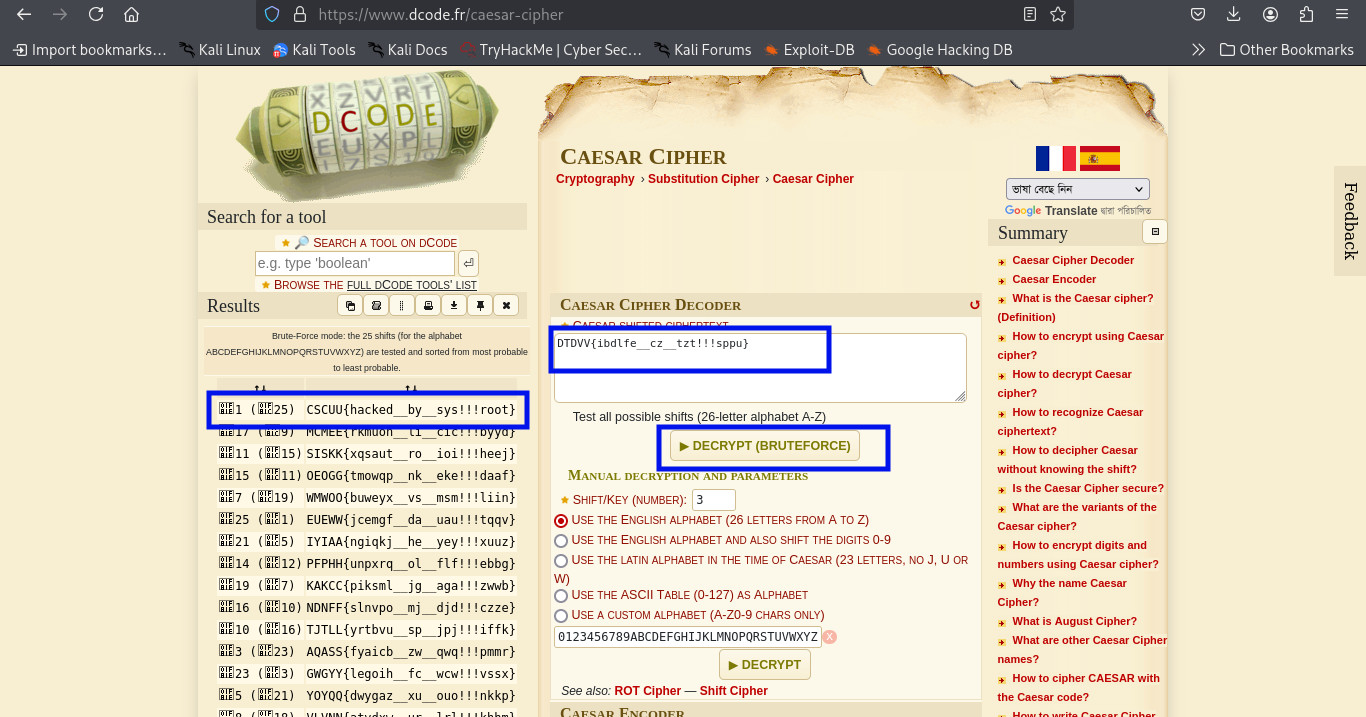 https://www.dcode.fr/caesar-cipher
Import bookmarks…
Kali Linux
Kali Tools
Kali Docs
TryHackMe | Cyber Sec…
Kali Forums
Exploit-DB
Google Hacking DB
Other Bookmarks
DCODE
Search for a tool
Search a tool on dCode
e.g. type 'boolean'
Browse the full dCode tools' list
Results
Brute-Force mode: the 25 shifts (for the alphabet
ABCDEFGHIJKLMNOPQRSTUVWXYZ) are tested and sorted from most probable
to least probable.
1 (25) CSCUU{hacked__by__sys!!!root}
17 (9) MCMEE{rkmuon__li__cic!!!byyd}
11 (15) SISKK{xqsaut__ro__ioi!!!heej}
15 (11) OEOGG{tmowqp__nk__eke!!!daaf}
7 (19) WMWOO{buweyx__vs__msm!!!liin}
25 (1) EUEWW{jcemgf__da__uau!!!tqqv}
21 (5) IYIAA{ngiqkj__he__yey!!!xuuz}
14 (12) PFPHH{unpxrq__ol__flf!!!ebbg}
19 (7) KAKCC{piksml__jg__aga!!!zwwb}
16 (10) NDNFF{slnvpo__mj__djd!!!czze}
10 (16) TJTLL{yrtbvu__sp__jpj!!!iffk}
3 (23) AQASS{fyaicb__zw__qwq!!!pmmr}
23 (3) GWGYY{legoih__fc__wcw!!!vssx}
5 (21) YOYQQ{dwygaz__xu__ouo!!!nkkp}
Caesar Cipher
Cryptography › Substitution Cipher › Caesar Cipher
Caesar Cipher Decoder
Caesar shifted ciphertext
DTDVV{ibdlfe__cz__tzt!!!sppu}
Test all possible shifts (26-letter alphabet A-Z)
▶ DECRYPT (BRUTEFORCE)
Manual decryption and parameters
Shift/Key (number): 3
Use the English alphabet (26 letters from A to Z)
Use the English alphabet and also shift the digits 0-9
Use the latin alphabet in the time of Caesar (23 letters, no J, U or
W)
Use the ASCII Table (0-127) as Alphabet
Use a custom alphabet (A-Z0-9 chars only)
0123456789ABCDEFGHIJKLMNOPQRSTUVWXYZ
▶ DECRYPT
See also: ROT Cipher — Shift Cipher
Caesar Encoder
ভাষা বেছে নিন
Google Translate দ্বারা পরিচালিত
Summary
Caesar Cipher Decoder
Caesar Encoder
What is the Caesar cipher?
(Definition)
How to encrypt using Caesar
cipher?
How to decrypt Caesar
cipher?
How to recognize Caesar
ciphertext?
How to decipher Caesar
without knowing the shift?
Is the Caesar Cipher secure?
What are the variants of the
Caesar cipher?
How to encrypt digits and
numbers using Caesar cipher?
Why the name Caesar
Cipher?
What is August Cipher?
What are other Caesar Cipher
names?
How to cipher CAESAR with
the Caesar code?
How to write Caesar Cipher
Feedback